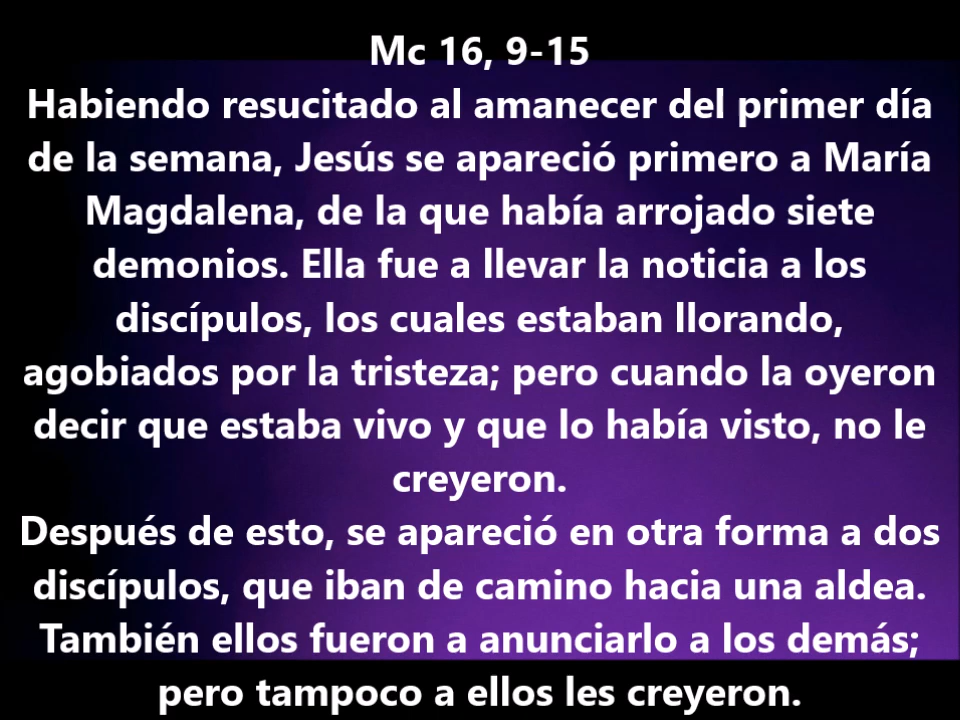 Mc 16, 9-15
Habiendo resucitado al amanecer del primer día
de la semana, Jesús se apareció primero a María
Magdalena, de la que había arrojado siete
demonios. Ella fue a llevar la noticia a los
discípulos, los cuales estaban llorando,
agobiados por la tristeza; pero cuando la oyeron
decir que estaba vivo y que lo había visto, no le
creyeron.
Después de esto, se apareció en otra forma a dos
discípulos, que iban de camino hacia una aldea.
También ellos fueron a anunciarlo a los demás;
pero tampoco a ellos les creyeron.